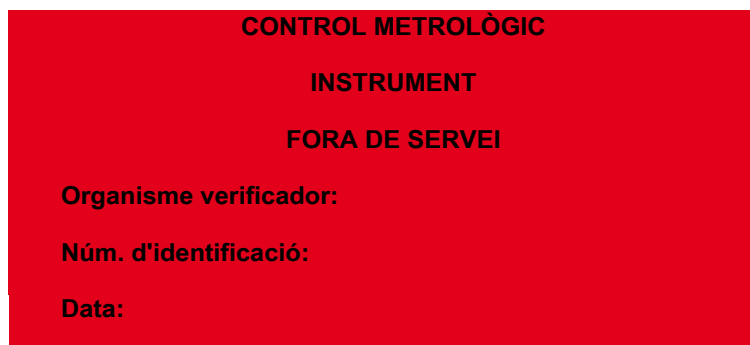 CONTROL METROLÒGIC
INSTRUMENT
FORA DE SERVEI
Organisme verificador:
Núm. d'identificació:
Data: